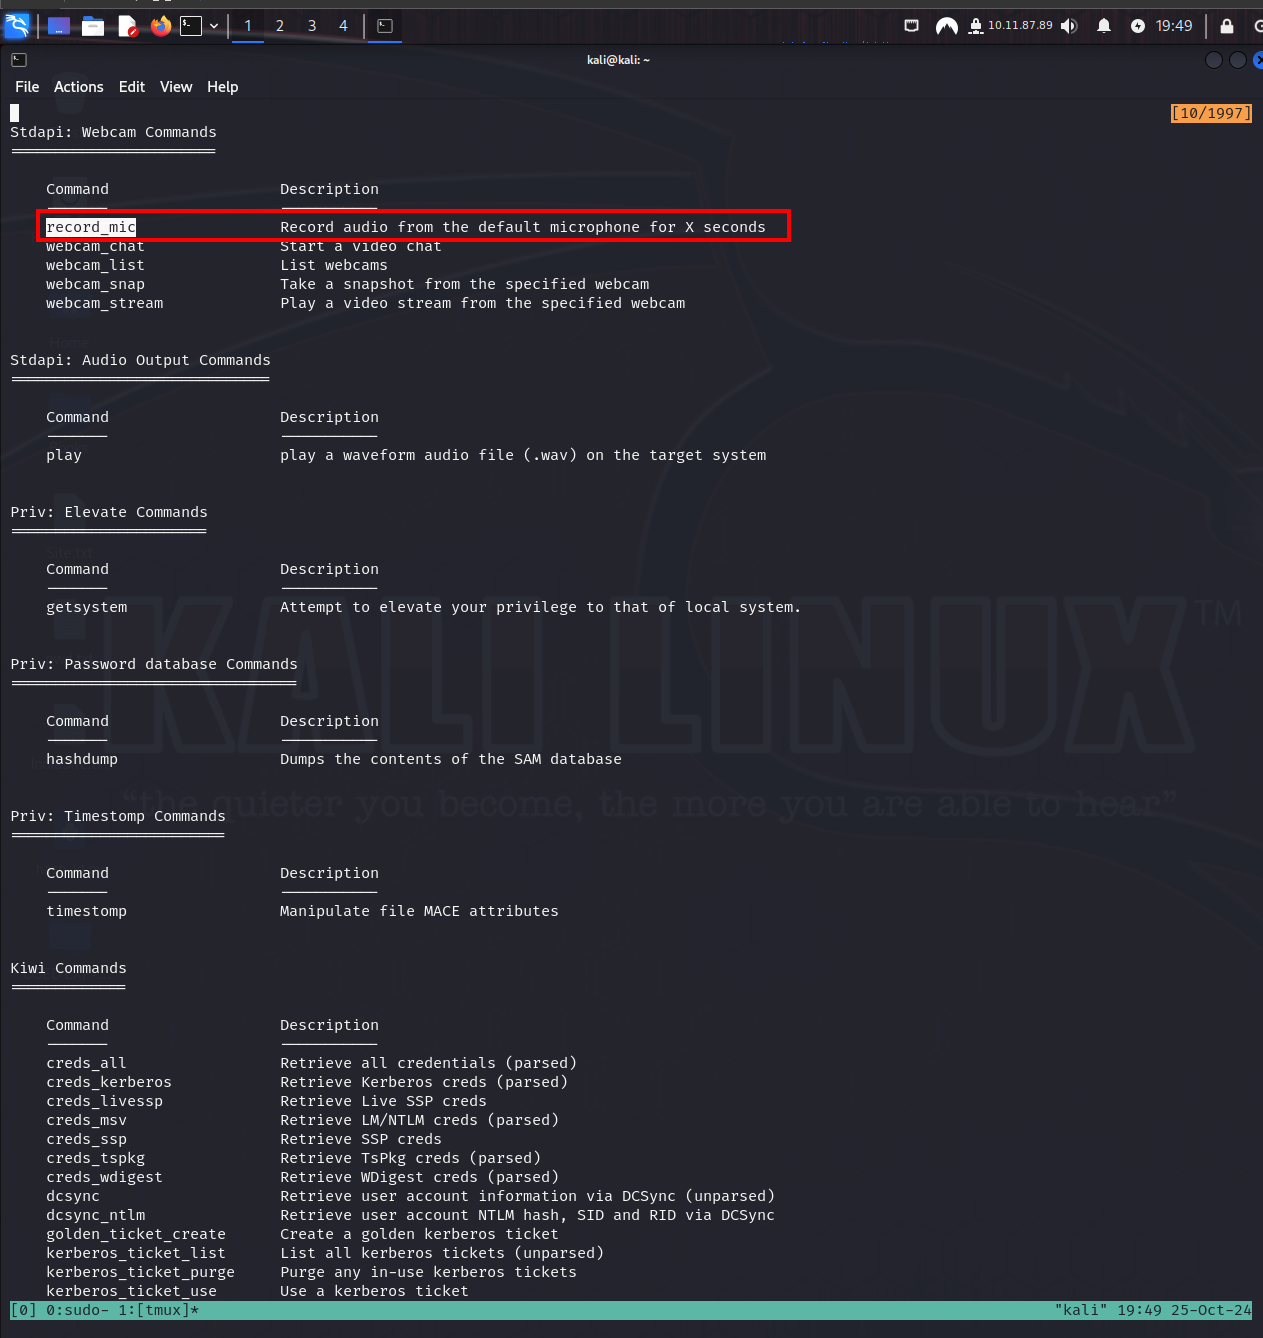 1 2 3 4 10.11.87.89 19:49
kali@kali: ~
File Actions Edit View Help
[10/1997]
Stdapi: Webcam Commands
=======================
Command Description
------- -----------
record_mic Record audio from the default microphone for X seconds
webcam_chat Start a video chat
webcam_list List webcams
webcam_snap Take a snapshot from the specified webcam
webcam_stream Play a video stream from the specified webcam
Home
Stdapi: Audio Output Commands
=============================
Command Description
------- -----------
play play a waveform audio file (.wav) on the target system
Priv: Elevate Commands
======================
Site.txt
Command Description
------- -----------
getsystem Attempt to elevate your privilege to that of local system.
KALI LINUX™
Priv: Password database Commands
================================
Command Description
------- -----------
hashdump Dumps the contents of the SAM database
"the quieter you become, the more you are able to hear"
Priv: Timestomp Commands
========================
Command Description
------- -----------
timestomp Manipulate file MACE attributes
Kiwi Commands
=============
Command Description
------- -----------
creds_all Retrieve all credentials (parsed)
creds_kerberos Retrieve Kerberos creds (parsed)
creds_livessp Retrieve Live SSP creds
creds_msv Retrieve LM/NTLM creds (parsed)
creds_ssp Retrieve SSP creds
creds_tspkg Retrieve TsPkg creds (parsed)
creds_wdigest Retrieve WDigest creds (parsed)
dcsync Retrieve user account information via DCSync (unparsed)
dcsync_ntlm Retrieve user account NTLM hash, SID and RID via DCSync
golden_ticket_create Create a golden kerberos ticket
kerberos_ticket_list List all kerberos tickets (unparsed)
kerberos_ticket_purge Purge any in-use kerberos tickets
kerberos_ticket_use Use a kerberos ticket
[0] 0:sudo- 1:[tmux]* "kali" 19:49 25-Oct-24